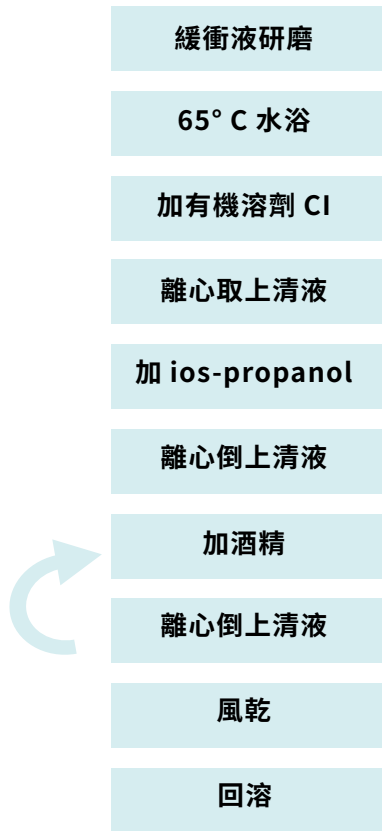 緩衝液研磨
65° C 水浴
加有機溶劑 CI
離心取上清液
加 ios-propanol
離心倒上清液
加酒精
離心倒上清液
風乾
回溶